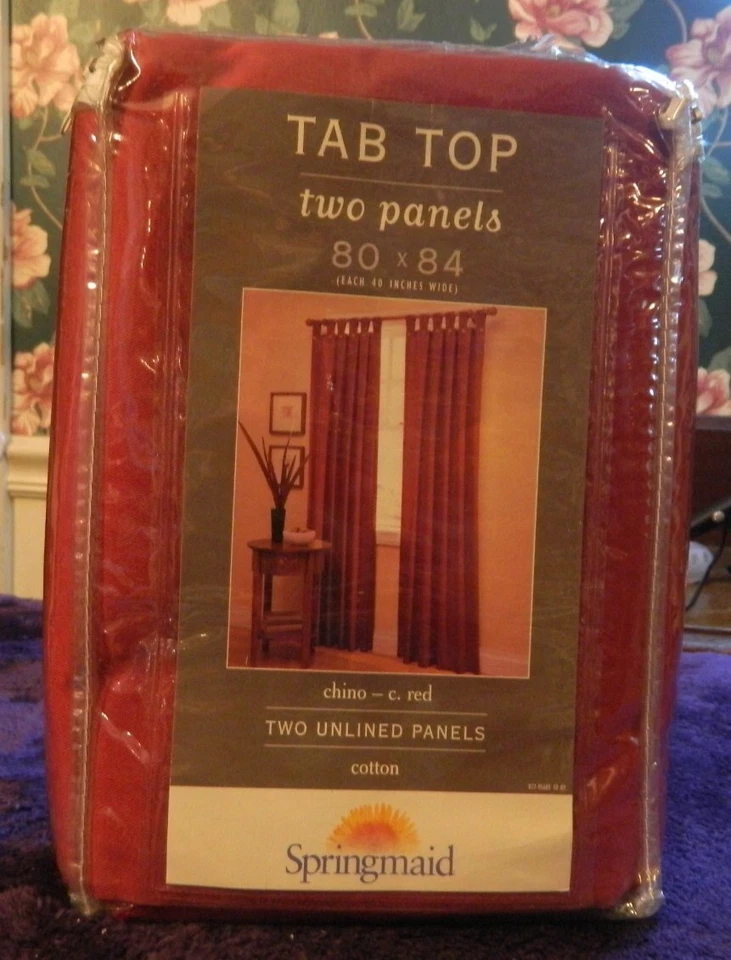 TAB TOP
two panels
80 x 84
(EACH 40 INCHES WIDE)
chino – c. red
TWO UNLINED PANELS
cotton
Springmaid